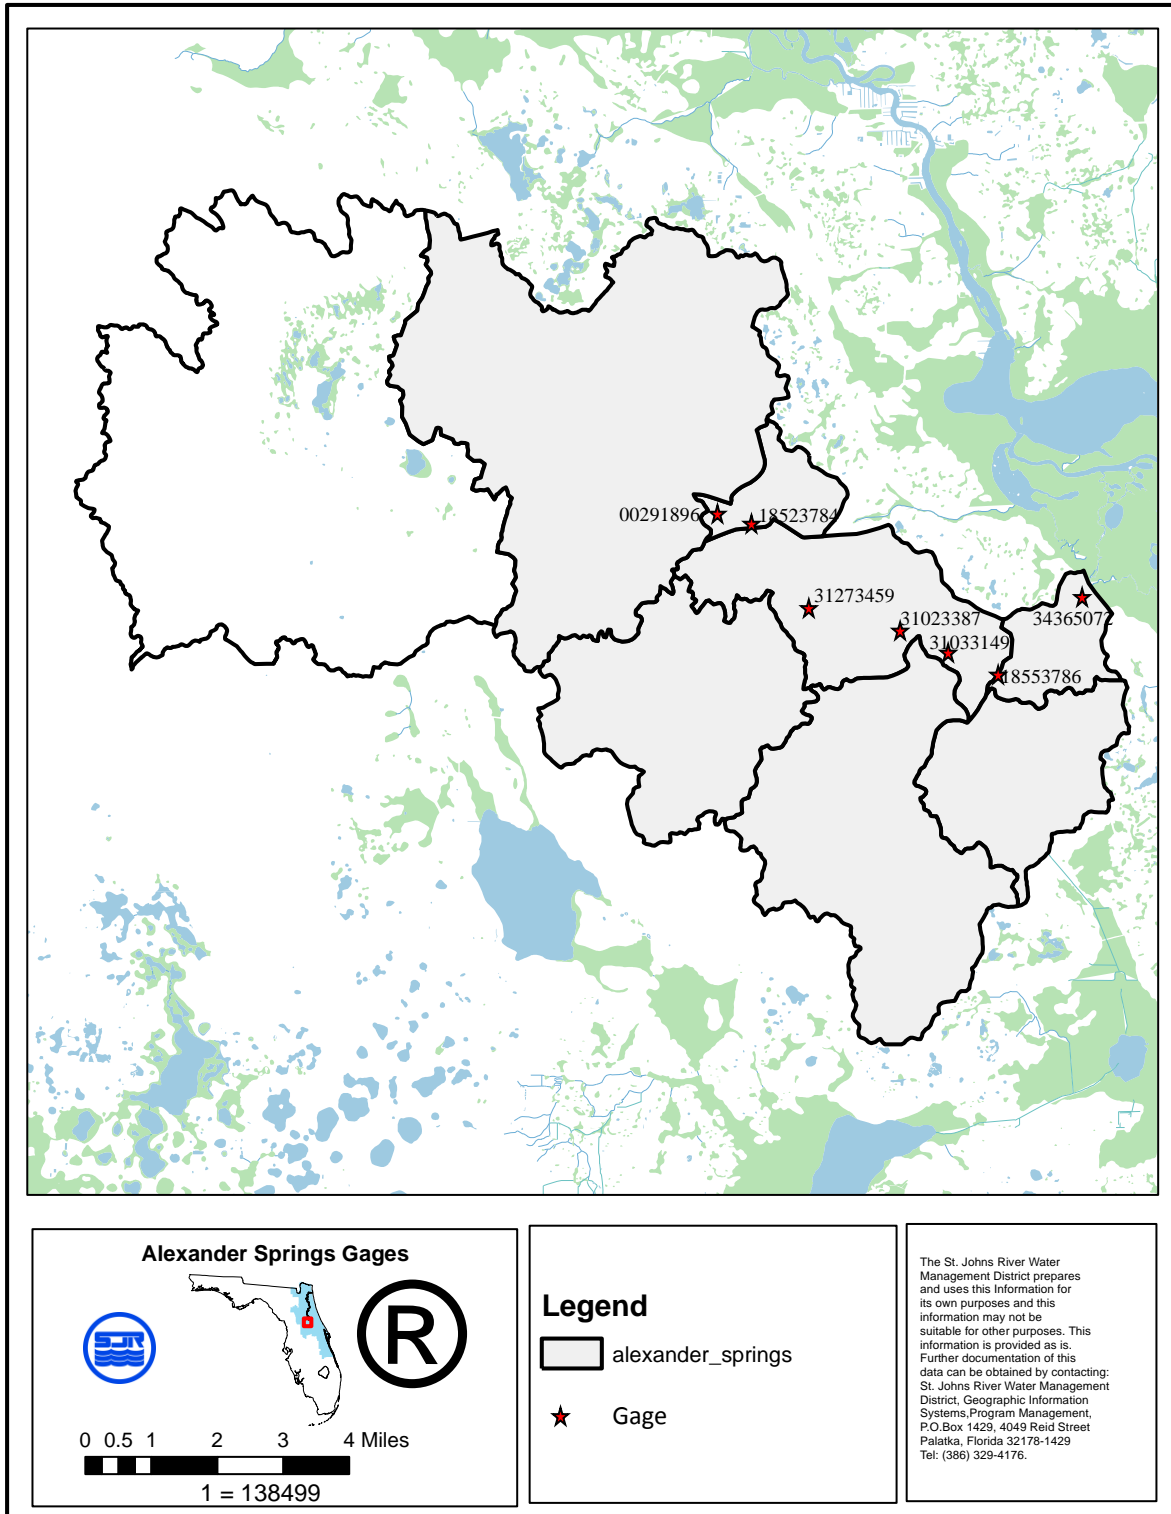 00291896
18523784
31273459
31023387
31033149
34365072
18553786
Alexander Springs Gages
SJR
R
0 0.5 1 2 3 4 Miles
1 = 138499
Legend
alexander_springs
Gage
The St. Johns River Water
Management District prepares
and uses this Information for
its own purposes and this
information may not be
suitable for other purposes. This
information is provided as is.
Further documentation of this
data can be obtained by contacting:
St. Johns River Water Management
District, Geographic Information
Systems,Program Management,
P.O.Box 1429, 4049 Reid Street
Palatka, Florida 32178-1429
Tel: (386) 329-4176.